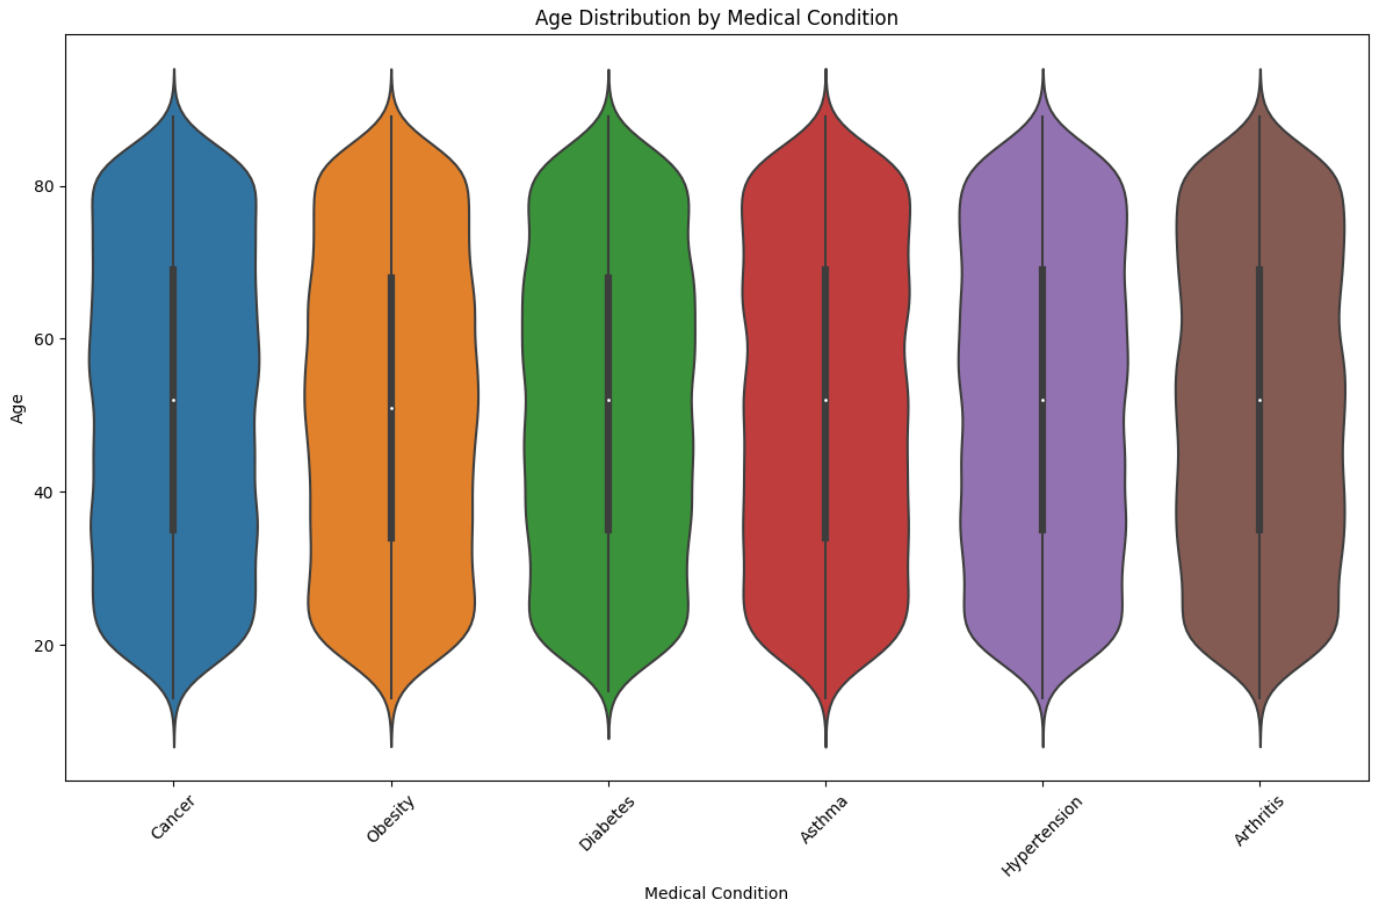 Age Distribution by Medical Condition
Age
80
60
40
20
Cancer
Obesity
Diabetes
Asthma
Hypertension
Arthritis
Medical Condition